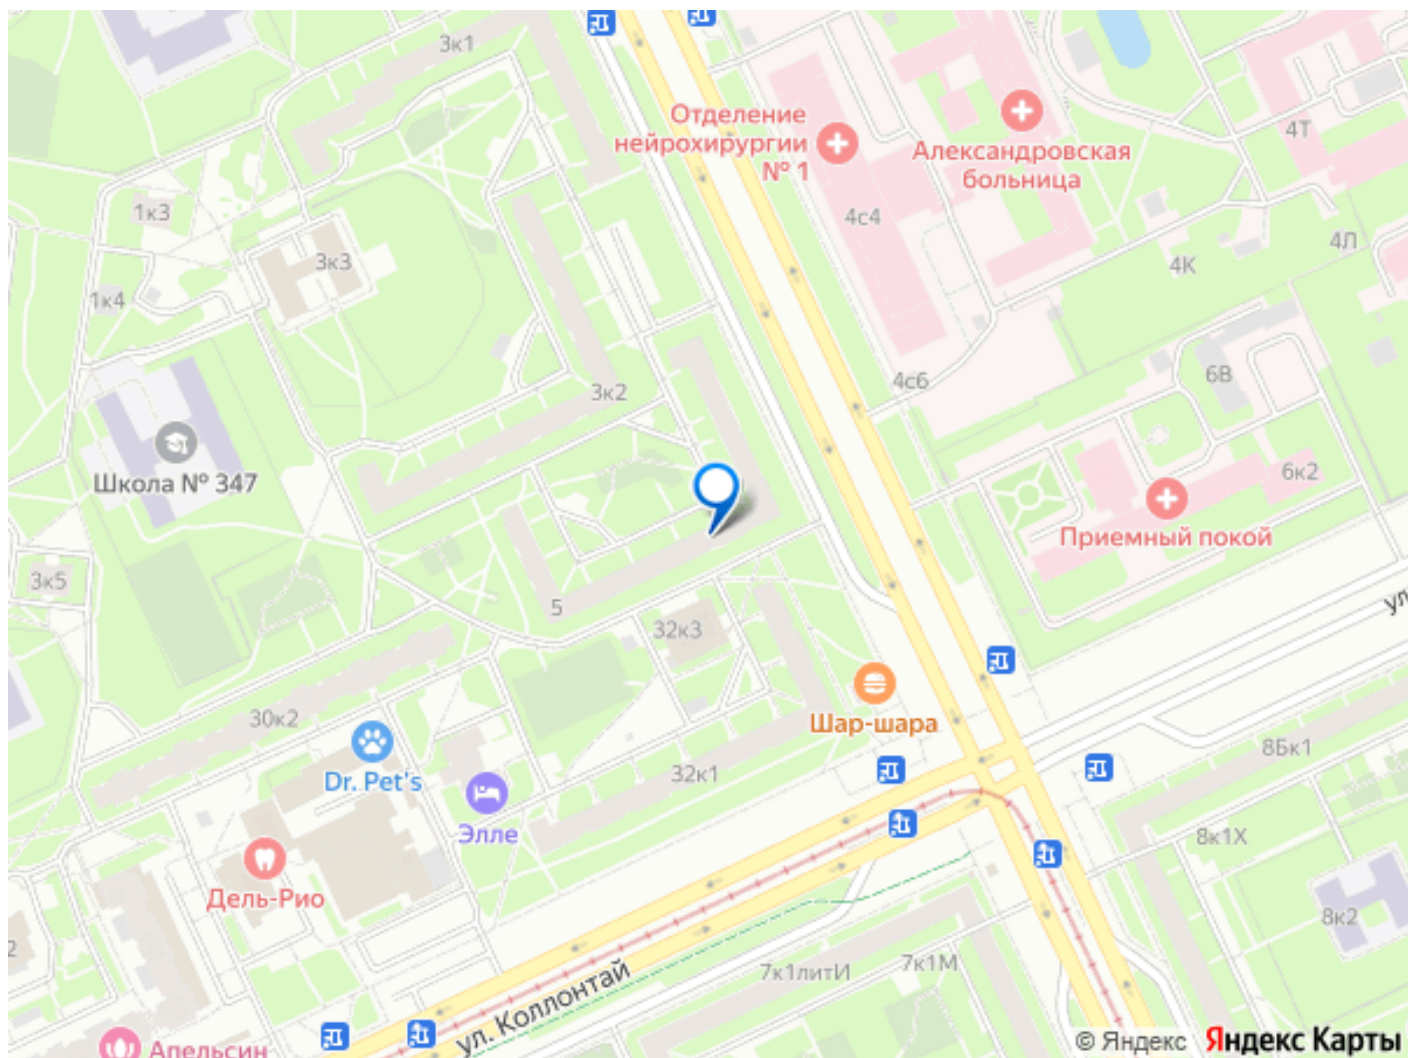 3к1
Отделение
нейрохирургии
№ 1
Александровская
больница
4Т
1к3
4с4
4Л
3к3
4К
1к4
4с6
6В
3к2
Школа № 347
6к2
Приемный покой
3к5
5
32к3
ул
Шар-шара
30к2
8Бк1
32к1
Dr. Pet's
Элле
8к1Х
Дель-Рио
8к2
2
7к1литИ
7к1М
ул. Коллонтай
Апельсин
© Яндекс Яндекс Карты